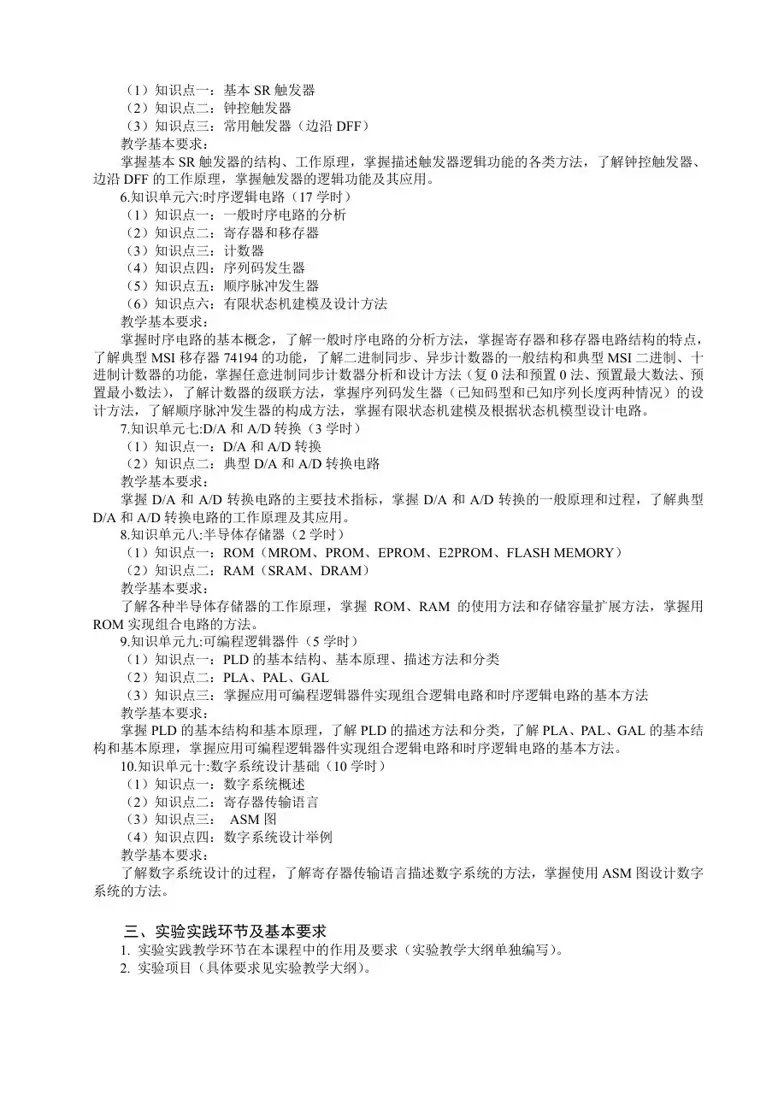 （1）知识点一：基本 SR 触发器
（2）知识点二：钟控触发器
（3）知识点三：常用触发器（边沿 DFF）
教学基本要求：
掌握基本 SR 触发器的结构、工作原理，掌握描述触发器逻辑功能的各类方法，了解钟控触发器、
边沿 DFF 的工作原理，掌握触发器的逻辑功能及其应用。
6.知识单元六:时序逻辑电路（17 学时）
（1）知识点一：一般时序电路的分析
（2）知识点二：寄存器和移存器
（3）知识点三：计数器
（4）知识点四：序列码发生器
（5）知识点五：顺序脉冲发生器
（6）知识点六：有限状态机建模及设计方法
教学基本要求：
掌握时序电路的基本概念，了解一般时序电路的分析方法，掌握寄存器和移存器电路结构的特点，
了解典型 MSI 移存器 74194 的功能，了解二进制同步、异步计数器的一般结构和典型 MSI 二进制、十
进制计数器的功能，掌握任意进制同步计数器分析和设计方法（复 0 法和预置 0 法、预置最大数法、预
置最小数法），了解计数器的级联方法，掌握序列码发生器（已知码型和已知序列长度两种情况）的设
计方法，了解顺序脉冲发生器的构成方法，掌握有限状态机建模及根据状态机模型设计电路。
7.知识单元七:D/A 和 A/D 转换（3 学时）
（1）知识点一：D/A 和 A/D 转换
（2）知识点二：典型 D/A 和 A/D 转换电路
教学基本要求：
掌握 D/A 和 A/D 转换电路的主要技术指标，掌握 D/A 和 A/D 转换的一般原理和过程，了解典型
D/A 和 A/D 转换电路的工作原理及其应用。
8.知识单元八:半导体存储器（2 学时）
（1）知识点一：ROM（MROM、PROM、EPROM、E2PROM、FLASH MEMORY）
（2）知识点二：RAM（SRAM、DRAM）
教学基本要求：
了解各种半导体存储器的工作原理，掌握 ROM、RAM 的使用方法和存储容量扩展方法，掌握用
ROM 实现组合电路的方法。
9.知识单元九:可编程逻辑器件（5 学时）
（1）知识点一：PLD 的基本结构、基本原理、描述方法和分类
（2）知识点二：PLA、PAL、GAL
（3）知识点三：掌握应用可编程逻辑器件实现组合逻辑电路和时序逻辑电路的基本方法
教学基本要求：
掌握 PLD 的基本结构和基本原理，了解 PLD 的描述方法和分类，了解 PLA、PAL、GAL 的基本结
构和基本原理，掌握应用可编程逻辑器件实现组合逻辑电路和时序逻辑电路的基本方法。
10.知识单元十:数字系统设计基础（10 学时）
（1）知识点一：数字系统概述
（2）知识点二：寄存器传输语言
（3）知识点三： ASM 图
（4）知识点四：数字系统设计举例
教学基本要求：
了解数字系统设计的过程，了解寄存器传输语言描述数字系统的方法，掌握使用 ASM 图设计数字
系统的方法。
三、实验实践环节及基本要求
1. 实验实践教学环节在本课程中的作用及要求（实验教学大纲单独编写）。
2. 实验项目（具体要求见实验教学大纲）。